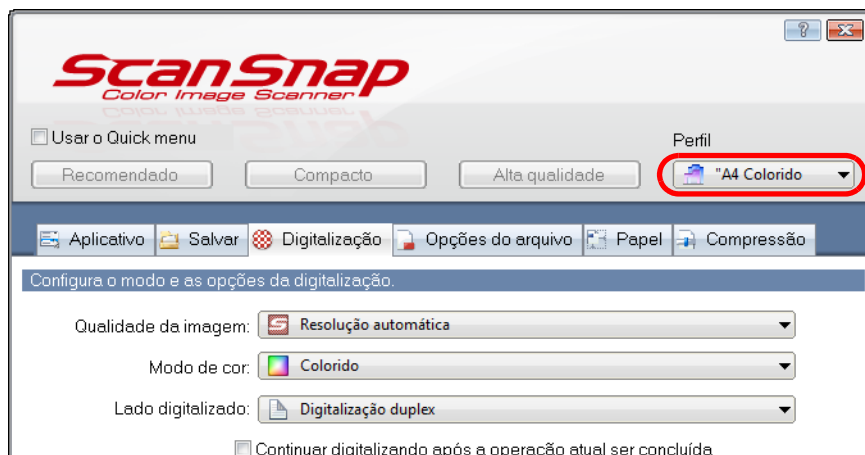 ScanSnap
Color Image Scanner
Usar o Quick menu
Perfil
Recomendado Compacto Alta qualidade "A4 Colorido
Aplicativo Salvar Digitalização Opções do arquivo Papel Compressão
Configura o modo e as opções da digitalização.
Qualidade da imagem: Resolução automática
Modo de cor: Colorido
Lado digitalizado: Digitalização duplex
Continuar digitalizando após a operação atual ser concluída